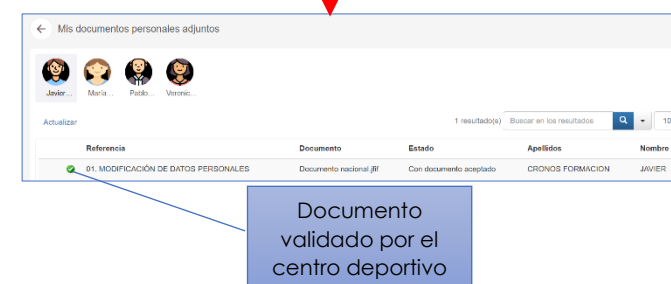 Mis documentos personales adjuntos
Javier... María... Pablo... Veronic...
Actualizar 1 resultado(s) Buscar en los resultados 10
Referencia Documento Estado Apellidos Nombre
01. MODIFICACIÓN DE DATOS PERSONALES Documento nacional.jfif Con documento aceptado CRONOS FORMACION JAVIER
Documento
validado por el
centro deportivo